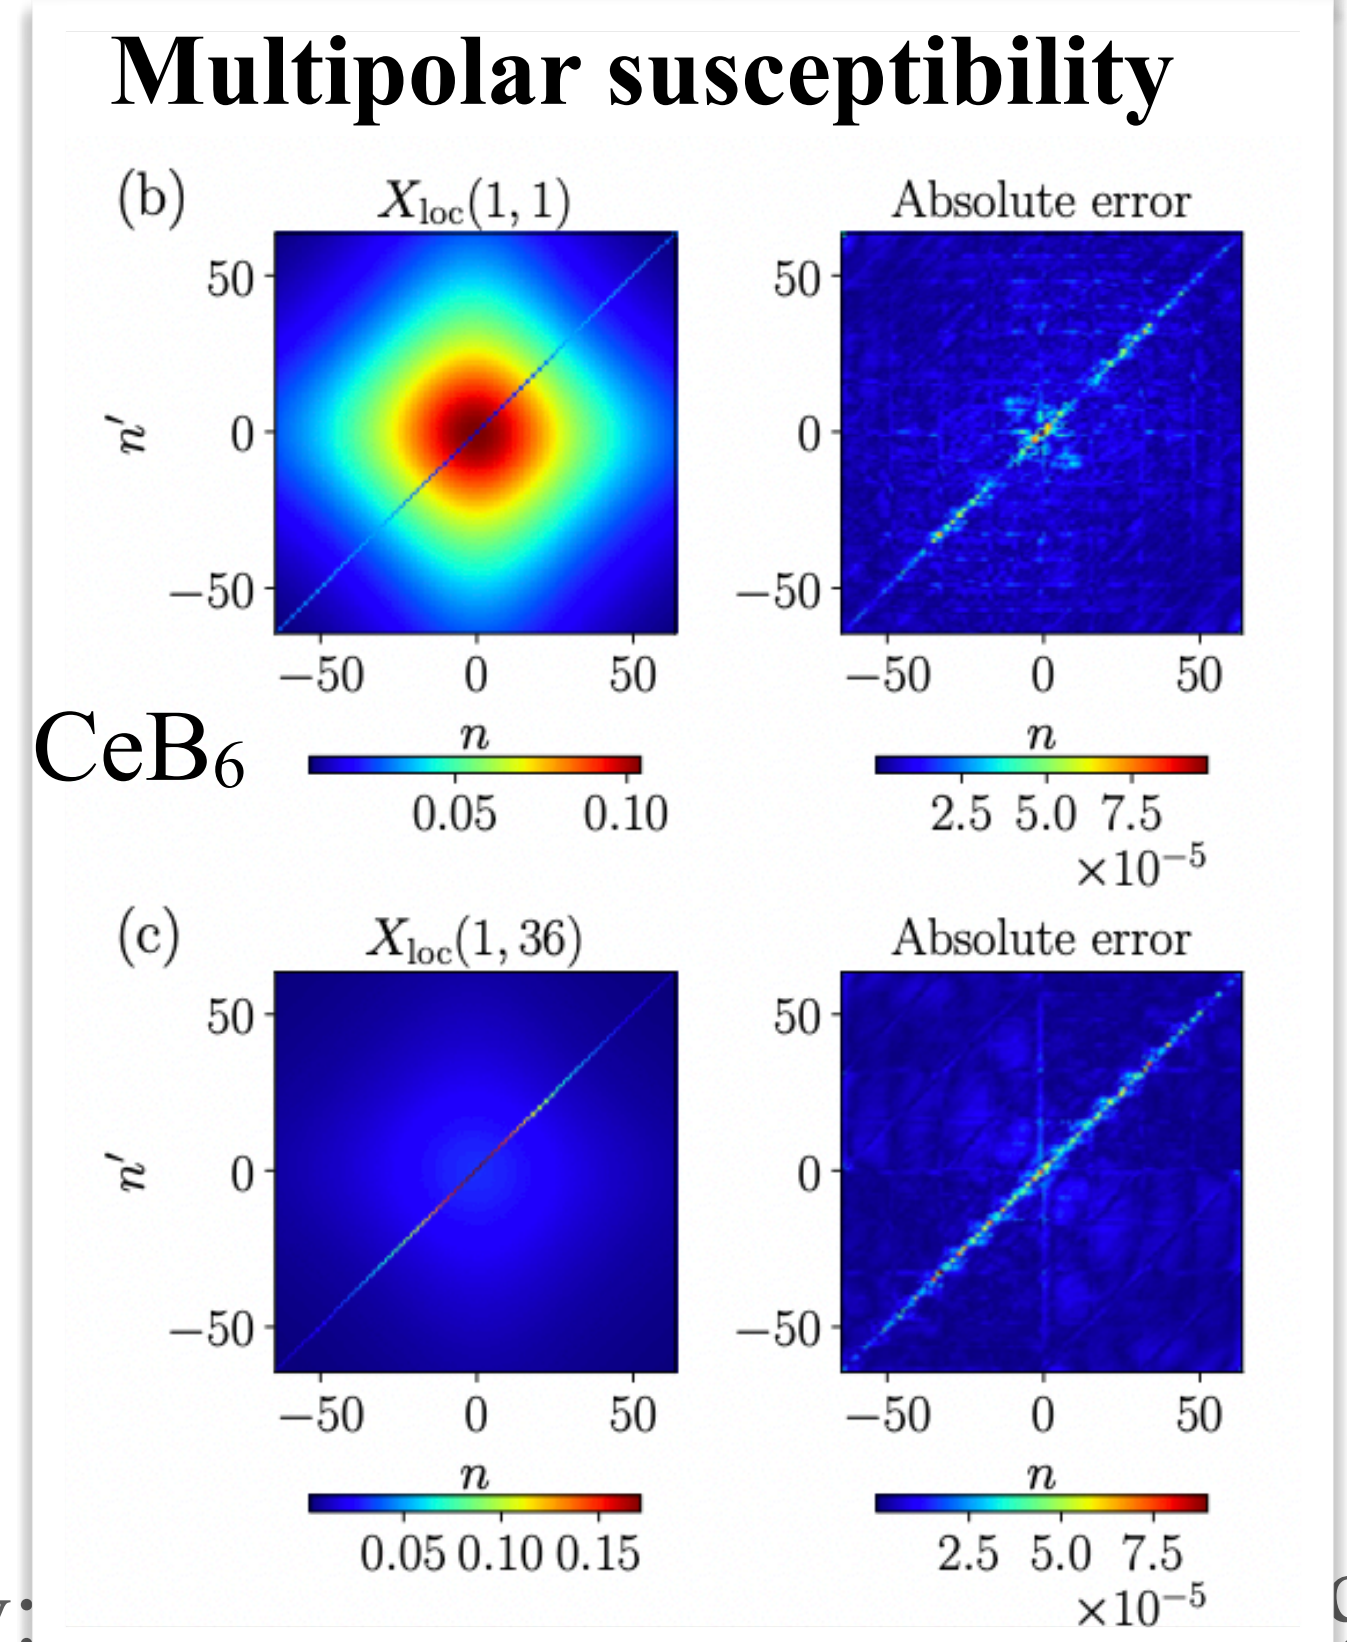 Multipolar susceptibility
(b)
X_loc(1, 1)
Absolute error
50
0
−50
n′
−50 0 50
n
50
0
−50
−50 0 50
n
CeB₆
0.05 0.10
2.5 5.0 7.5
×10⁻⁵
(c)
X_loc(1, 36)
Absolute error
50
0
−50
n′
−50 0 50
n
50
0
−50
−50 0 50
n
0.05 0.10 0.15
2.5 5.0 7.5
×10⁻⁵